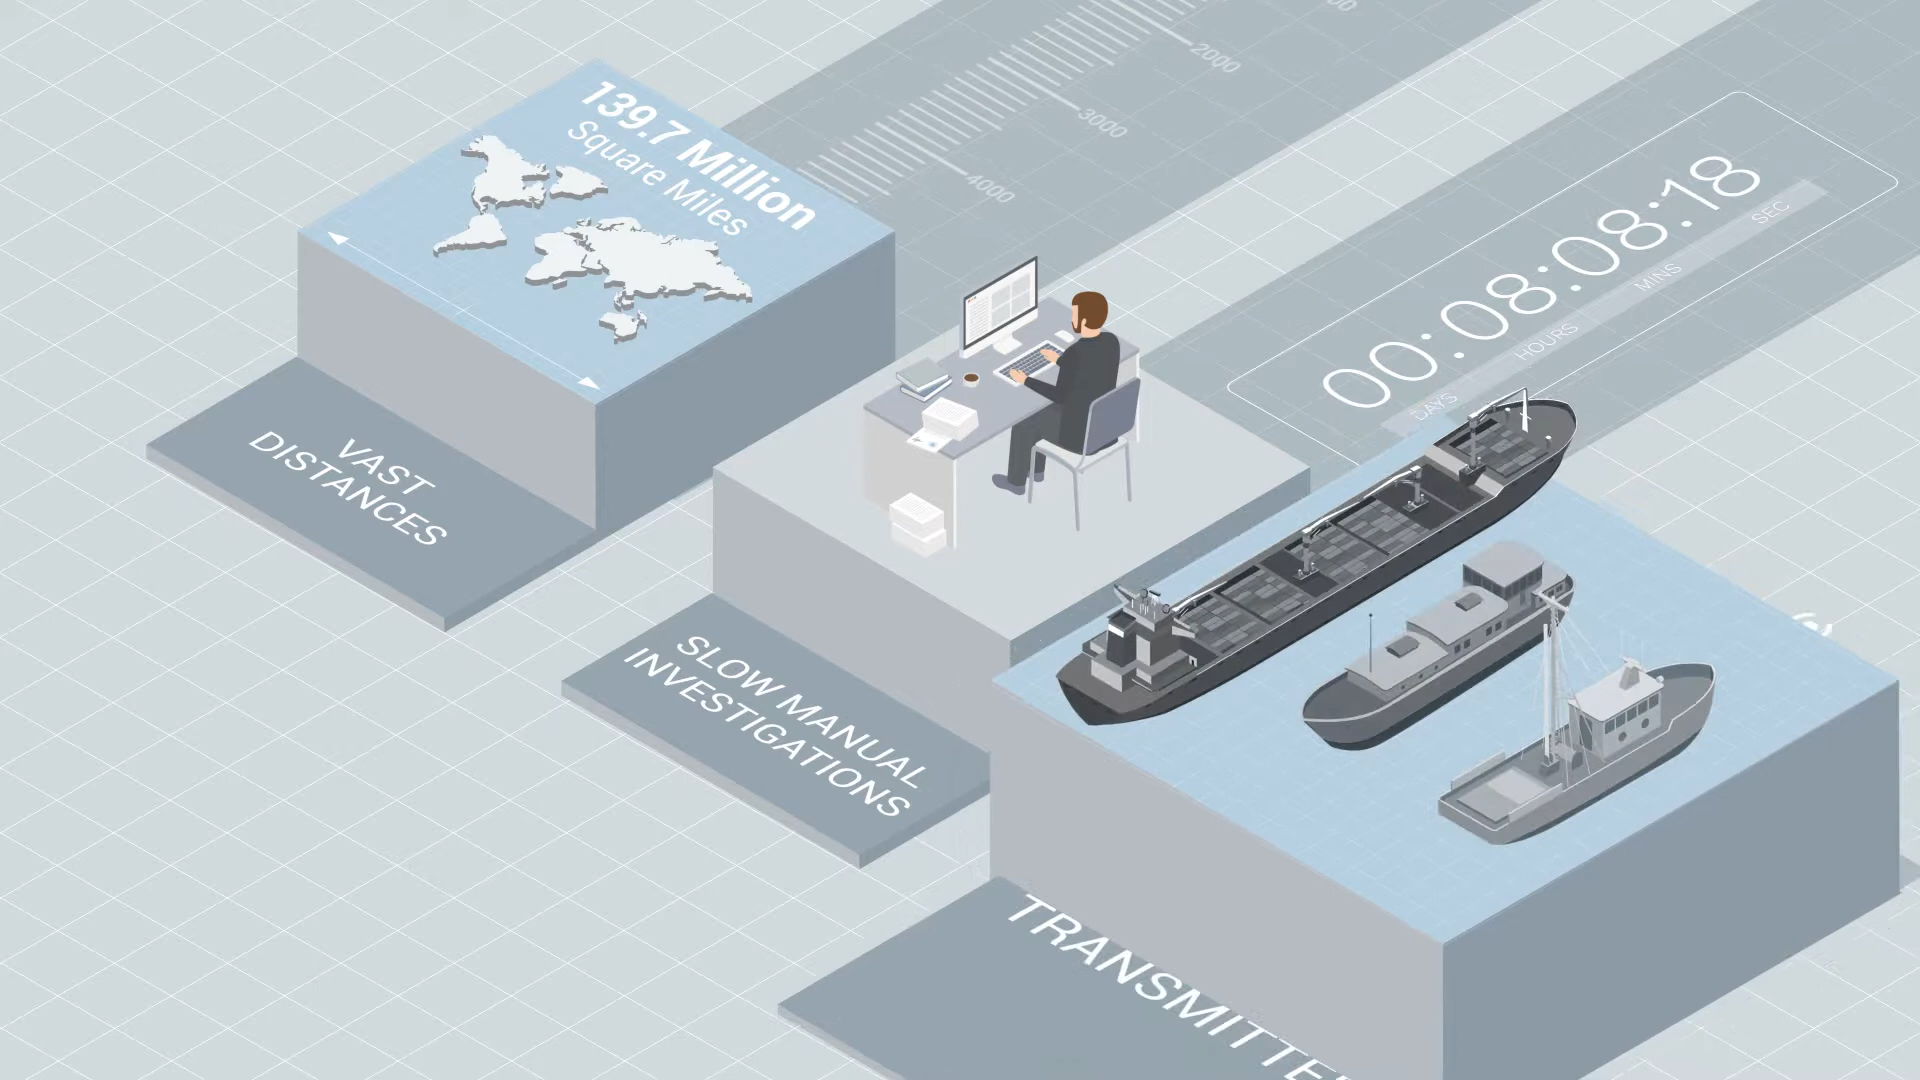 139.7 Million
Square Miles
VAST
DISTANCES
2000
3000
4000
00:08:08:18
DAYS
HOURS
MINS
SEC
SLOW MANUAL
INVESTIGATIONS